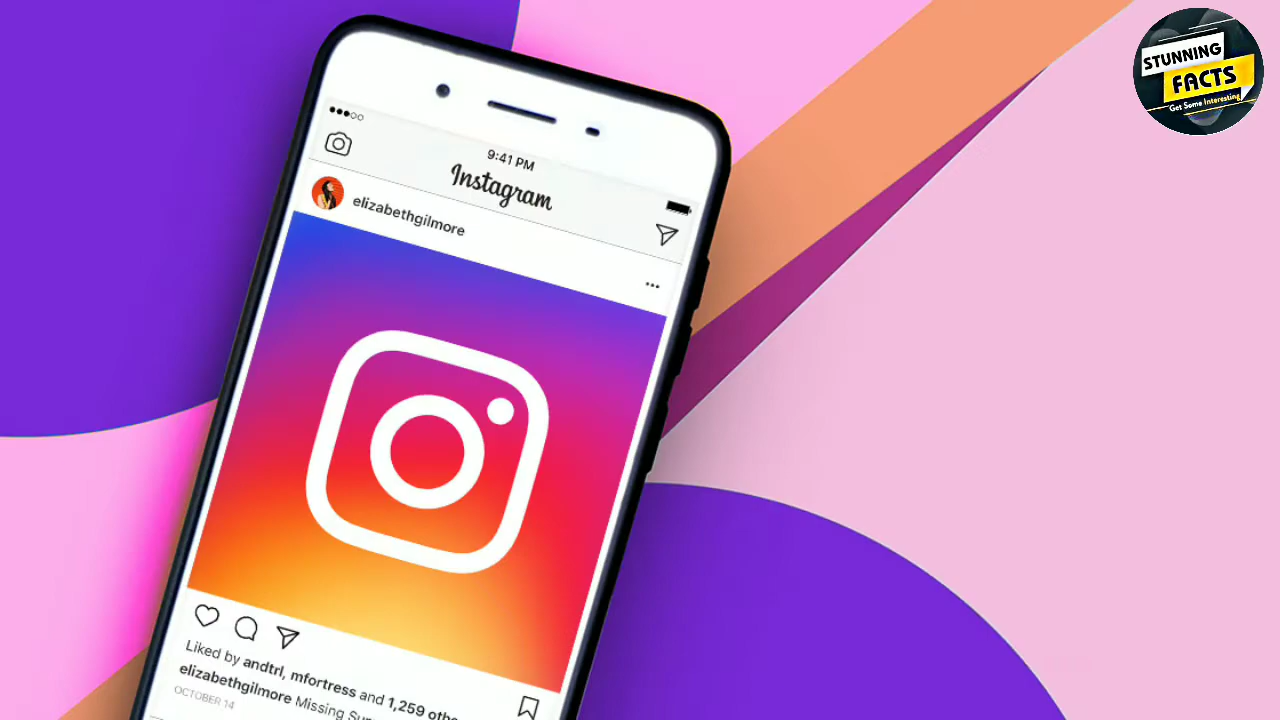 STUNNING
FACTS
Get Some Interesting
9:41 PM
Instagram
elizabethgilmore
Liked by andtrl, mfortress and 1,259
elizabethgilmore Missing
OCTOBER 14